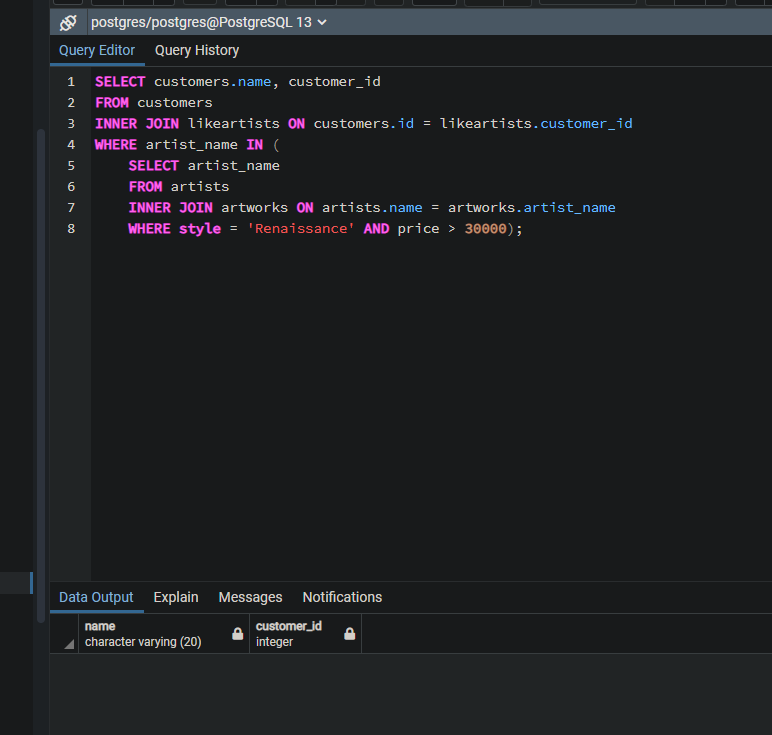 postgres/postgres@PostgreSQL 13
Query Editor Query History
1 SELECT customers.name, customer_id
2 FROM customers
3 INNER JOIN likeartists ON customers.id = likeartists.customer_id
4 WHERE artist_name IN (
5 SELECT artist_name
6 FROM artists
7 INNER JOIN artworks ON artists.name = artworks.artist_name
8 WHERE style = 'Renaissance' AND price > 30000);
Data Output Explain Messages Notifications
name customer_id
character varying (20) integer